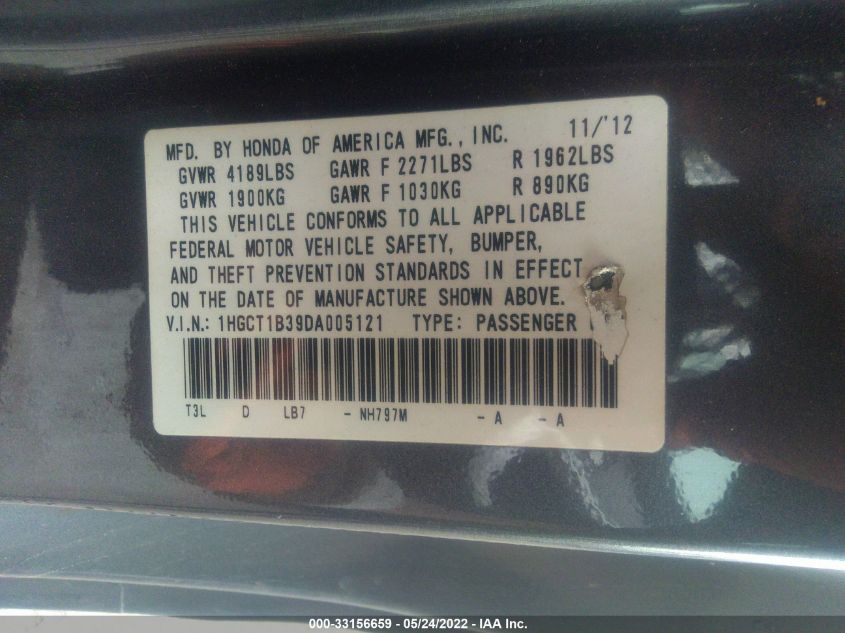 MFD. BY HONDA OF AMERICA MFG., INC. 11/'12
GVWR 4189LBS GAWR F 2271LBS R 1962LBS
GVWR 1900KG GAWR F 1030KG R 890KG
THIS VEHICLE CONFORMS TO ALL APPLICABLE
FEDERAL MOTOR VEHICLE SAFETY, BUMPER,
AND THEFT PREVENTION STANDARDS IN EFFECT
ON THE DATE OF MANUFACTURE SHOWN ABOVE.
V.I.N.: 1HGCT1B39DA005121 TYPE: PASSENGER
T3L D LB7 - NH797M - A - A
000-33156659 - 05/24/2022 - IAA Inc.